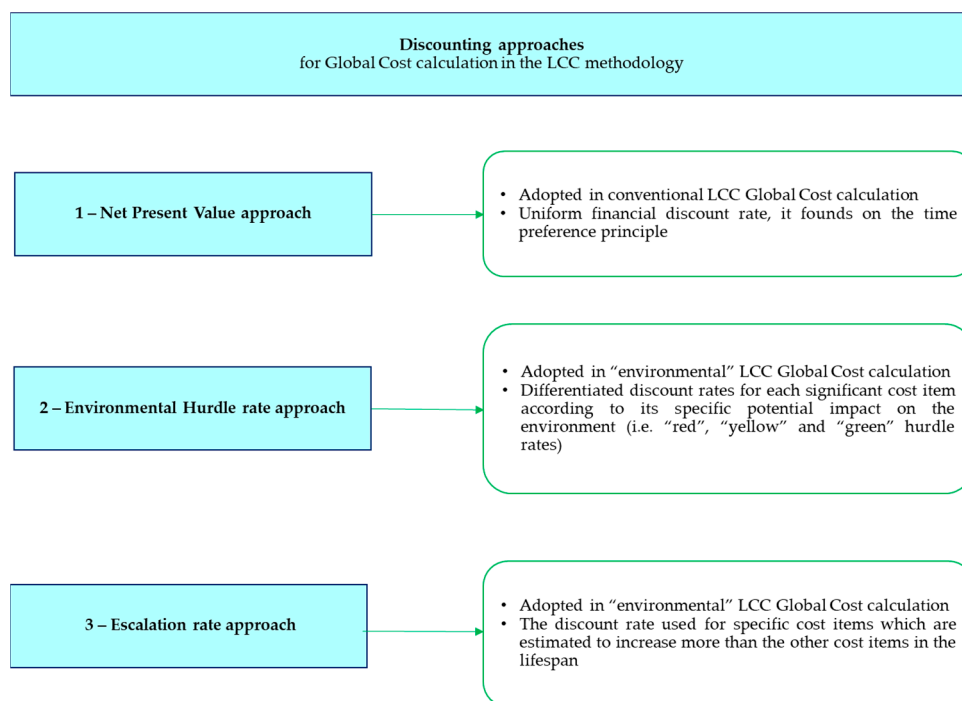 Discounting approaches
for Global Cost calculation in the LCC methodology
1 – Net Present Value approach
• Adopted in conventional LCC Global Cost calculation
• Uniform financial discount rate, it founds on the time
preference principle
2 – Environmental Hurdle rate approach
• Adopted in “environmental” LCC Global Cost calculation
• Differentiated discount rates for each significant cost item
according to its specific potential impact on the
environment (i.e. “red”, “yellow” and “green” hurdle
rates)
3 – Escalation rate approach
• Adopted in “environmental” LCC Global Cost calculation
• The discount rate used for specific cost items which are
estimated to increase more than the other cost items in the
lifespan